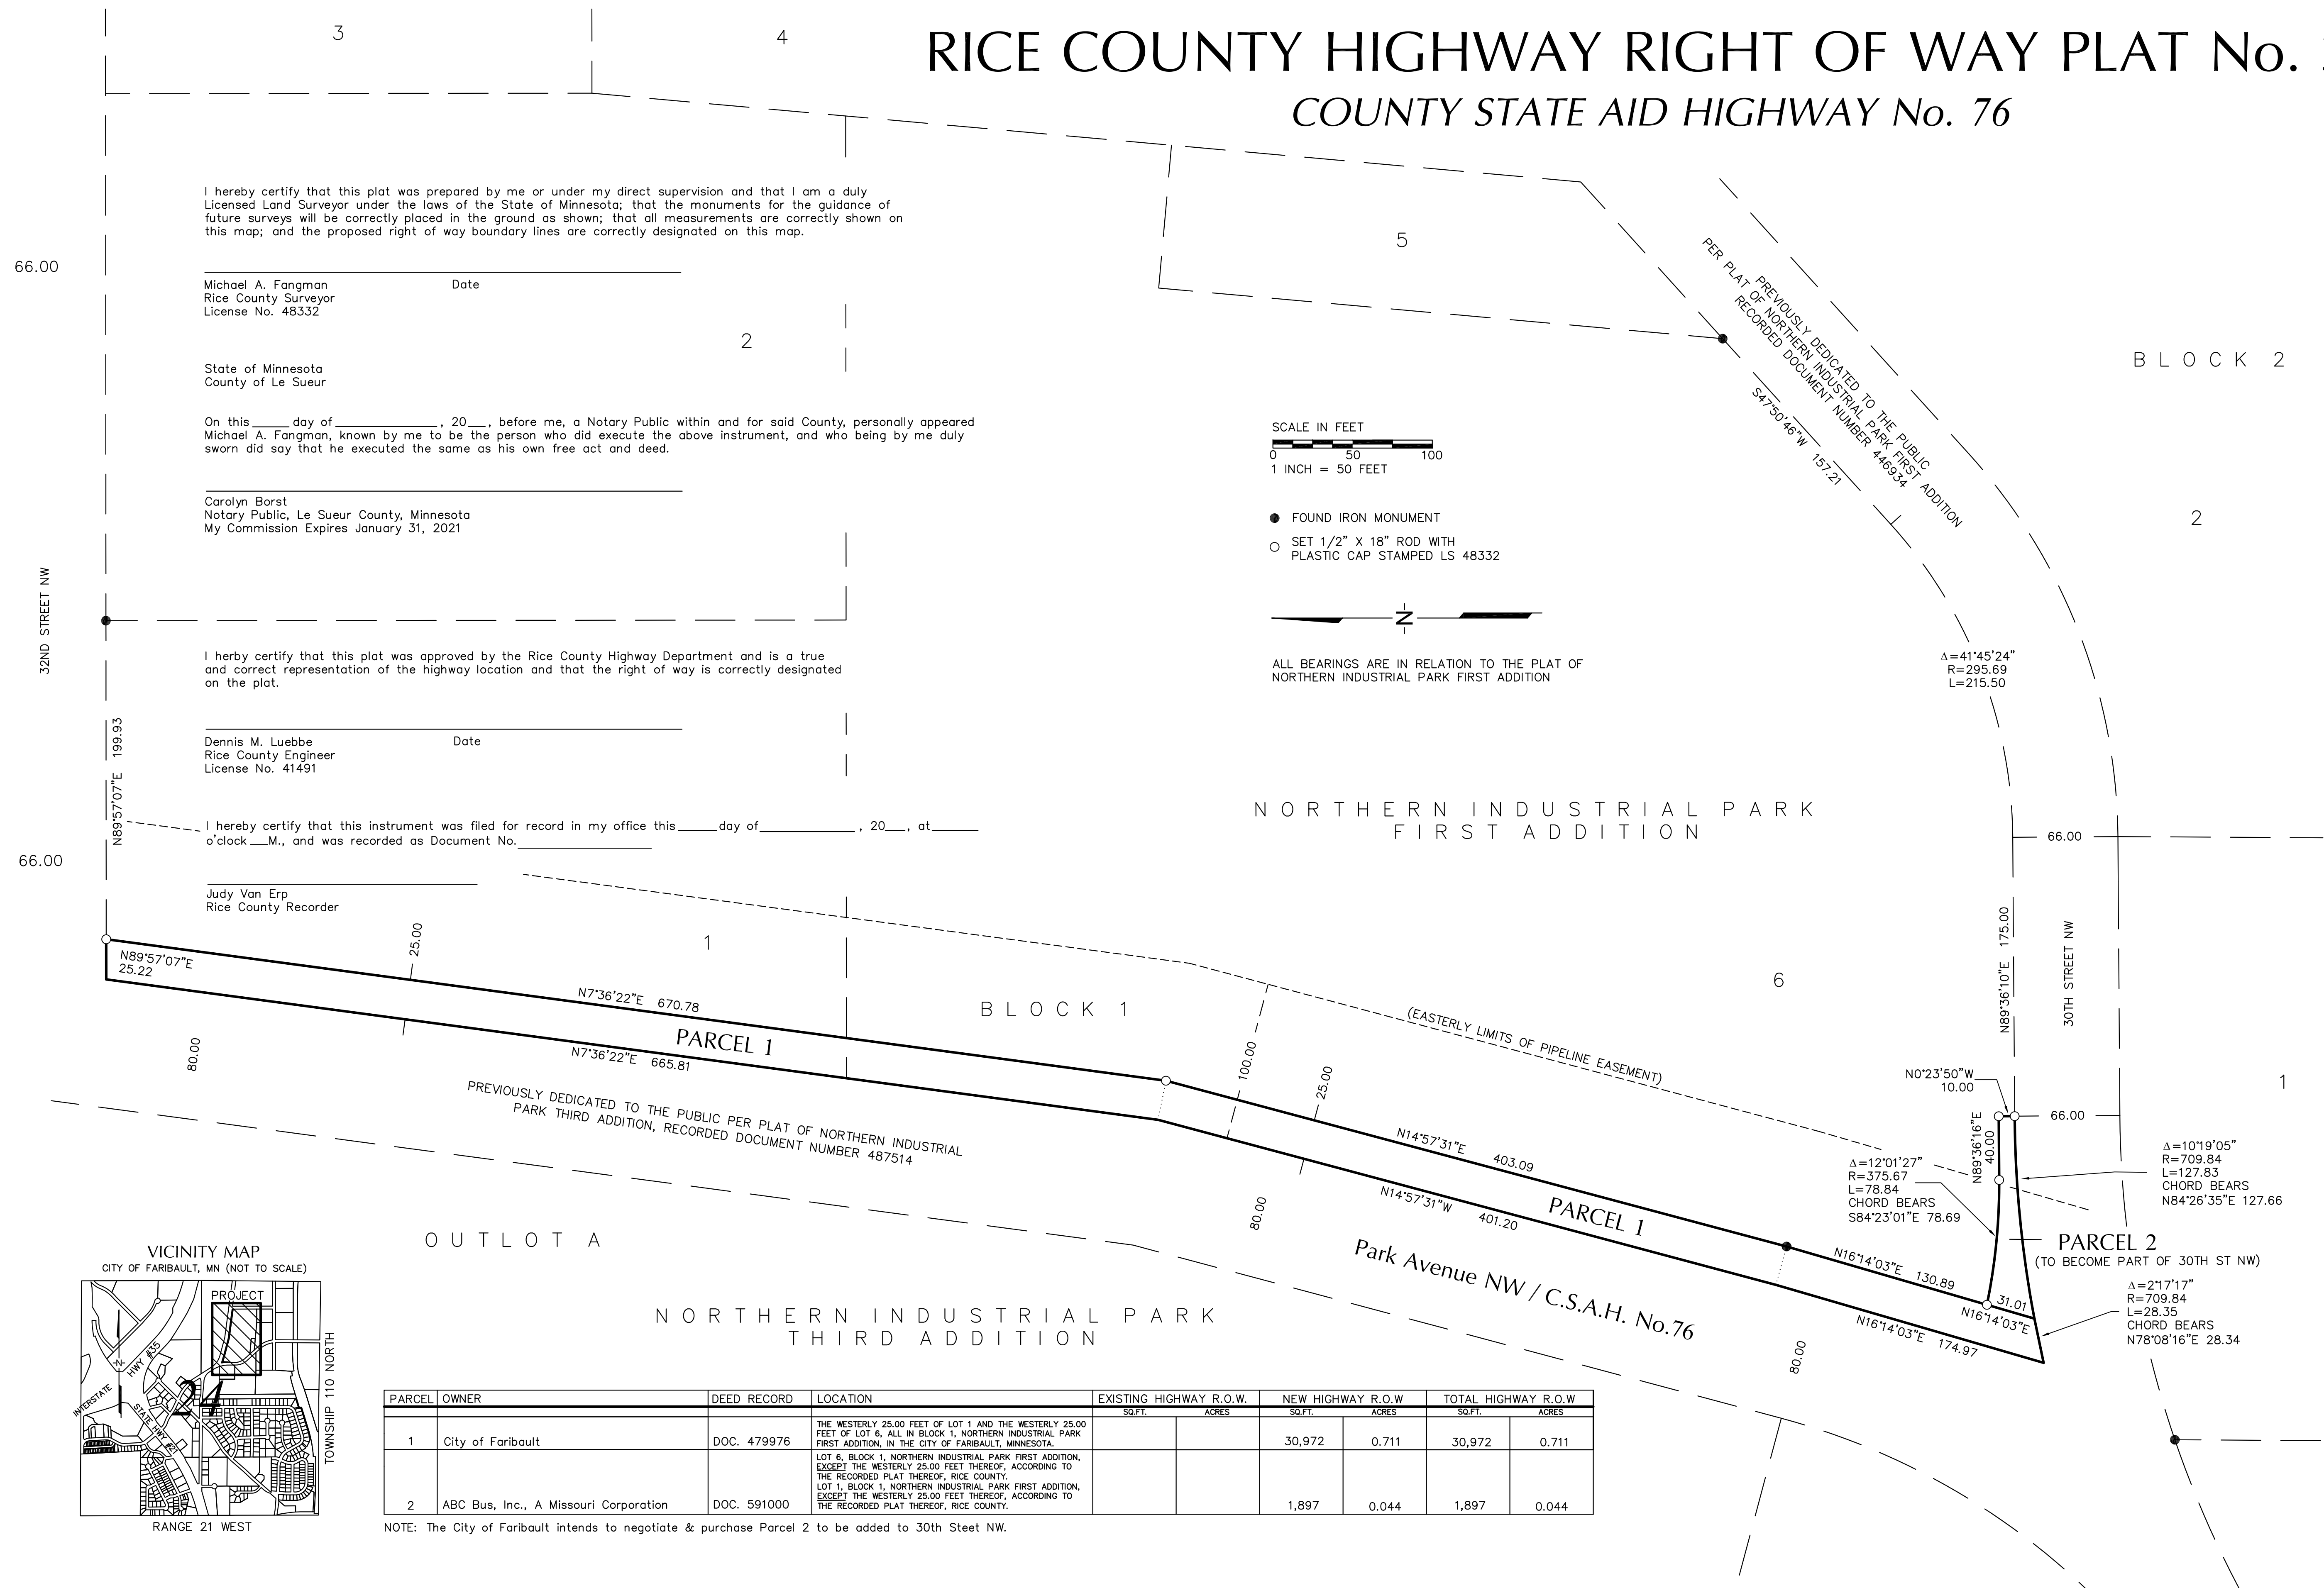 RICE COUNTY HIGHWAY RIGHT OF WAY PLAT No.
COUNTY STATE AID HIGHWAY No. 76
3
4
I hereby certify that this plat was prepared by me or under my direct supervision and that I am a duly
Licensed Land Surveyor under the laws of the State of Minnesota; that the monuments for the guidance of
future surveys will be correctly placed in the ground as shown; that all measurements are correctly shown on
this map; and the proposed right of way boundary lines are correctly designated on this map.
66.00
Michael A. Fangman Date
Rice County Surveyor
License No. 48332
2
State of Minnesota
County of Le Sueur
On this day of , 20 , before me, a Notary Public within and for said County, personally appeared
Michael A. Fangman, known by me to be the person who did execute the above instrument, and who being by me duly
sworn did say that he executed the same as his own free act and deed.
Carolyn Borst
Notary Public, Le Sueur County, Minnesota
My Commission Expires January 31, 2021
32ND STREET NW
I herby certify that this plat was approved by the Rice County Highway Department and is a true
and correct representation of the highway location and that the right of way is correctly designated
on the plat.
Dennis M. Luebbe Date
Rice County Engineer
License No. 41491
N89°57'07"E 199.93
I hereby certify that this instrument was filed for record in my office this day of , 20 , at
o'clock M., and was recorded as Document No.
66.00
Judy Van Erp
Rice County Recorder
5
PREVIOUSLY DEDICATED TO THE PUBLIC
PER PLAT OF NORTHERN INDUSTRIAL PARK FIRST ADDITION
RECORDED DOCUMENT NUMBER 446934
S47°50'46"W 157.21
BLOCK 2
2
SCALE IN FEET
0 50 100
1 INCH = 50 FEET
FOUND IRON MONUMENT
SET 1/2" X 18" ROD WITH
PLASTIC CAP STAMPED LS 48332
N
ALL BEARINGS ARE IN RELATION TO THE PLAT OF
NORTHERN INDUSTRIAL PARK FIRST ADDITION
Δ=41°45'24"
R=295.69
L=215.50
NORTHERN INDUSTRIAL PARK
FIRST ADDITION
66.00
N89°36'10"E 175.00
30TH STREET NW
N89°57'07"E
25.22
25.00
1
N7°36'22"E 670.78
BLOCK 1
PARCEL 1
N7°36'22"E 665.81
80.00
PREVIOUSLY DEDICATED TO THE PUBLIC PER PLAT OF NORTHERN INDUSTRIAL
PARK THIRD ADDITION, RECORDED DOCUMENT NUMBER 487514
6
(EASTERLY LIMITS OF PIPELINE EASEMENT)
100.00
25.00
N14°57'31"E 403.09
N14°57'31"W 401.20
PARCEL 1
80.00
Park Avenue NW / C.S.A.H. No.76
N0°23'50"W
10.00
66.00
1
N89°36'16"E
40.00
Δ=12°01'27"
R=375.67
L=78.84
CHORD BEARS
S84°23'01"E 78.69
Δ=10°19'05"
R=709.84
L=127.83
CHORD BEARS
N84°26'35"E 127.66
PARCEL 2
(TO BECOME PART OF 30TH ST NW)
N16°14'03"E 130.89
31.01
N16°14'03"E
N16°14'03"E 174.97
Δ=2°17'17"
R=709.84
L=28.35
CHORD BEARS
N78°08'16"E 28.34
80.00
OUTLOT A
NORTHERN INDUSTRIAL PARK
THIRD ADDITION
VICINITY MAP
CITY OF FARIBAULT, MN (NOT TO SCALE)
PROJECT
N
HWY #35
INTERSTATE
STATE HWY #21
24
TOWNSHIP 110 NORTH
RANGE 21 WEST
PARCEL OWNER DEED RECORD LOCATION EXISTING HIGHWAY R.O.W. NEW HIGHWAY R.O.W TOTAL HIGHWAY R.O.W
SQ.FT. ACRES SQ.FT. ACRES SQ.FT. ACRES
THE WESTERLY 25.00 FEET OF LOT 1 AND THE WESTERLY 25.00
FEET OF LOT 6, ALL IN BLOCK 1, NORTHERN INDUSTRIAL PARK
FIRST ADDITION, IN THE CITY OF FARIBAULT, MINNESOTA.
1 City of Faribault DOC. 479976 30,972 0.711 30,972 0.711
LOT 6, BLOCK 1, NORTHERN INDUSTRIAL PARK FIRST ADDITION,
EXCEPT THE WESTERLY 25.00 FEET THEREOF, ACCORDING TO
THE RECORDED PLAT THEREOF, RICE COUNTY.
LOT 1, BLOCK 1, NORTHERN INDUSTRIAL PARK FIRST ADDITION,
EXCEPT THE WESTERLY 25.00 FEET THEREOF, ACCORDING TO
THE RECORDED PLAT THEREOF, RICE COUNTY.
2 ABC Bus, Inc., A Missouri Corporation DOC. 591000 1,897 0.044 1,897 0.044
NOTE: The City of Faribault intends to negotiate & purchase Parcel 2 to be added to 30th Steet NW.